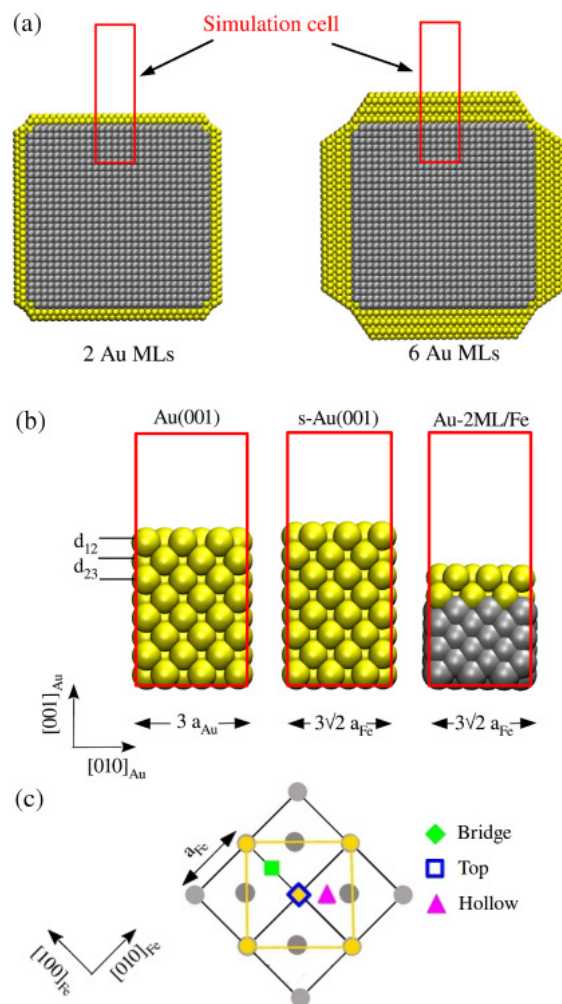 (a)
Simulation cell
2 Au MLs
6 Au MLs
(b)
Au(001)
s-Au(001)
Au-2ML/Fe
d12
d23
[001]Au
[010]Au
3 aAu
3√2 aFe
3√2 aFe
(c)
aFe
Bridge
Top
Hollow
[100]Fe
[010]Fe